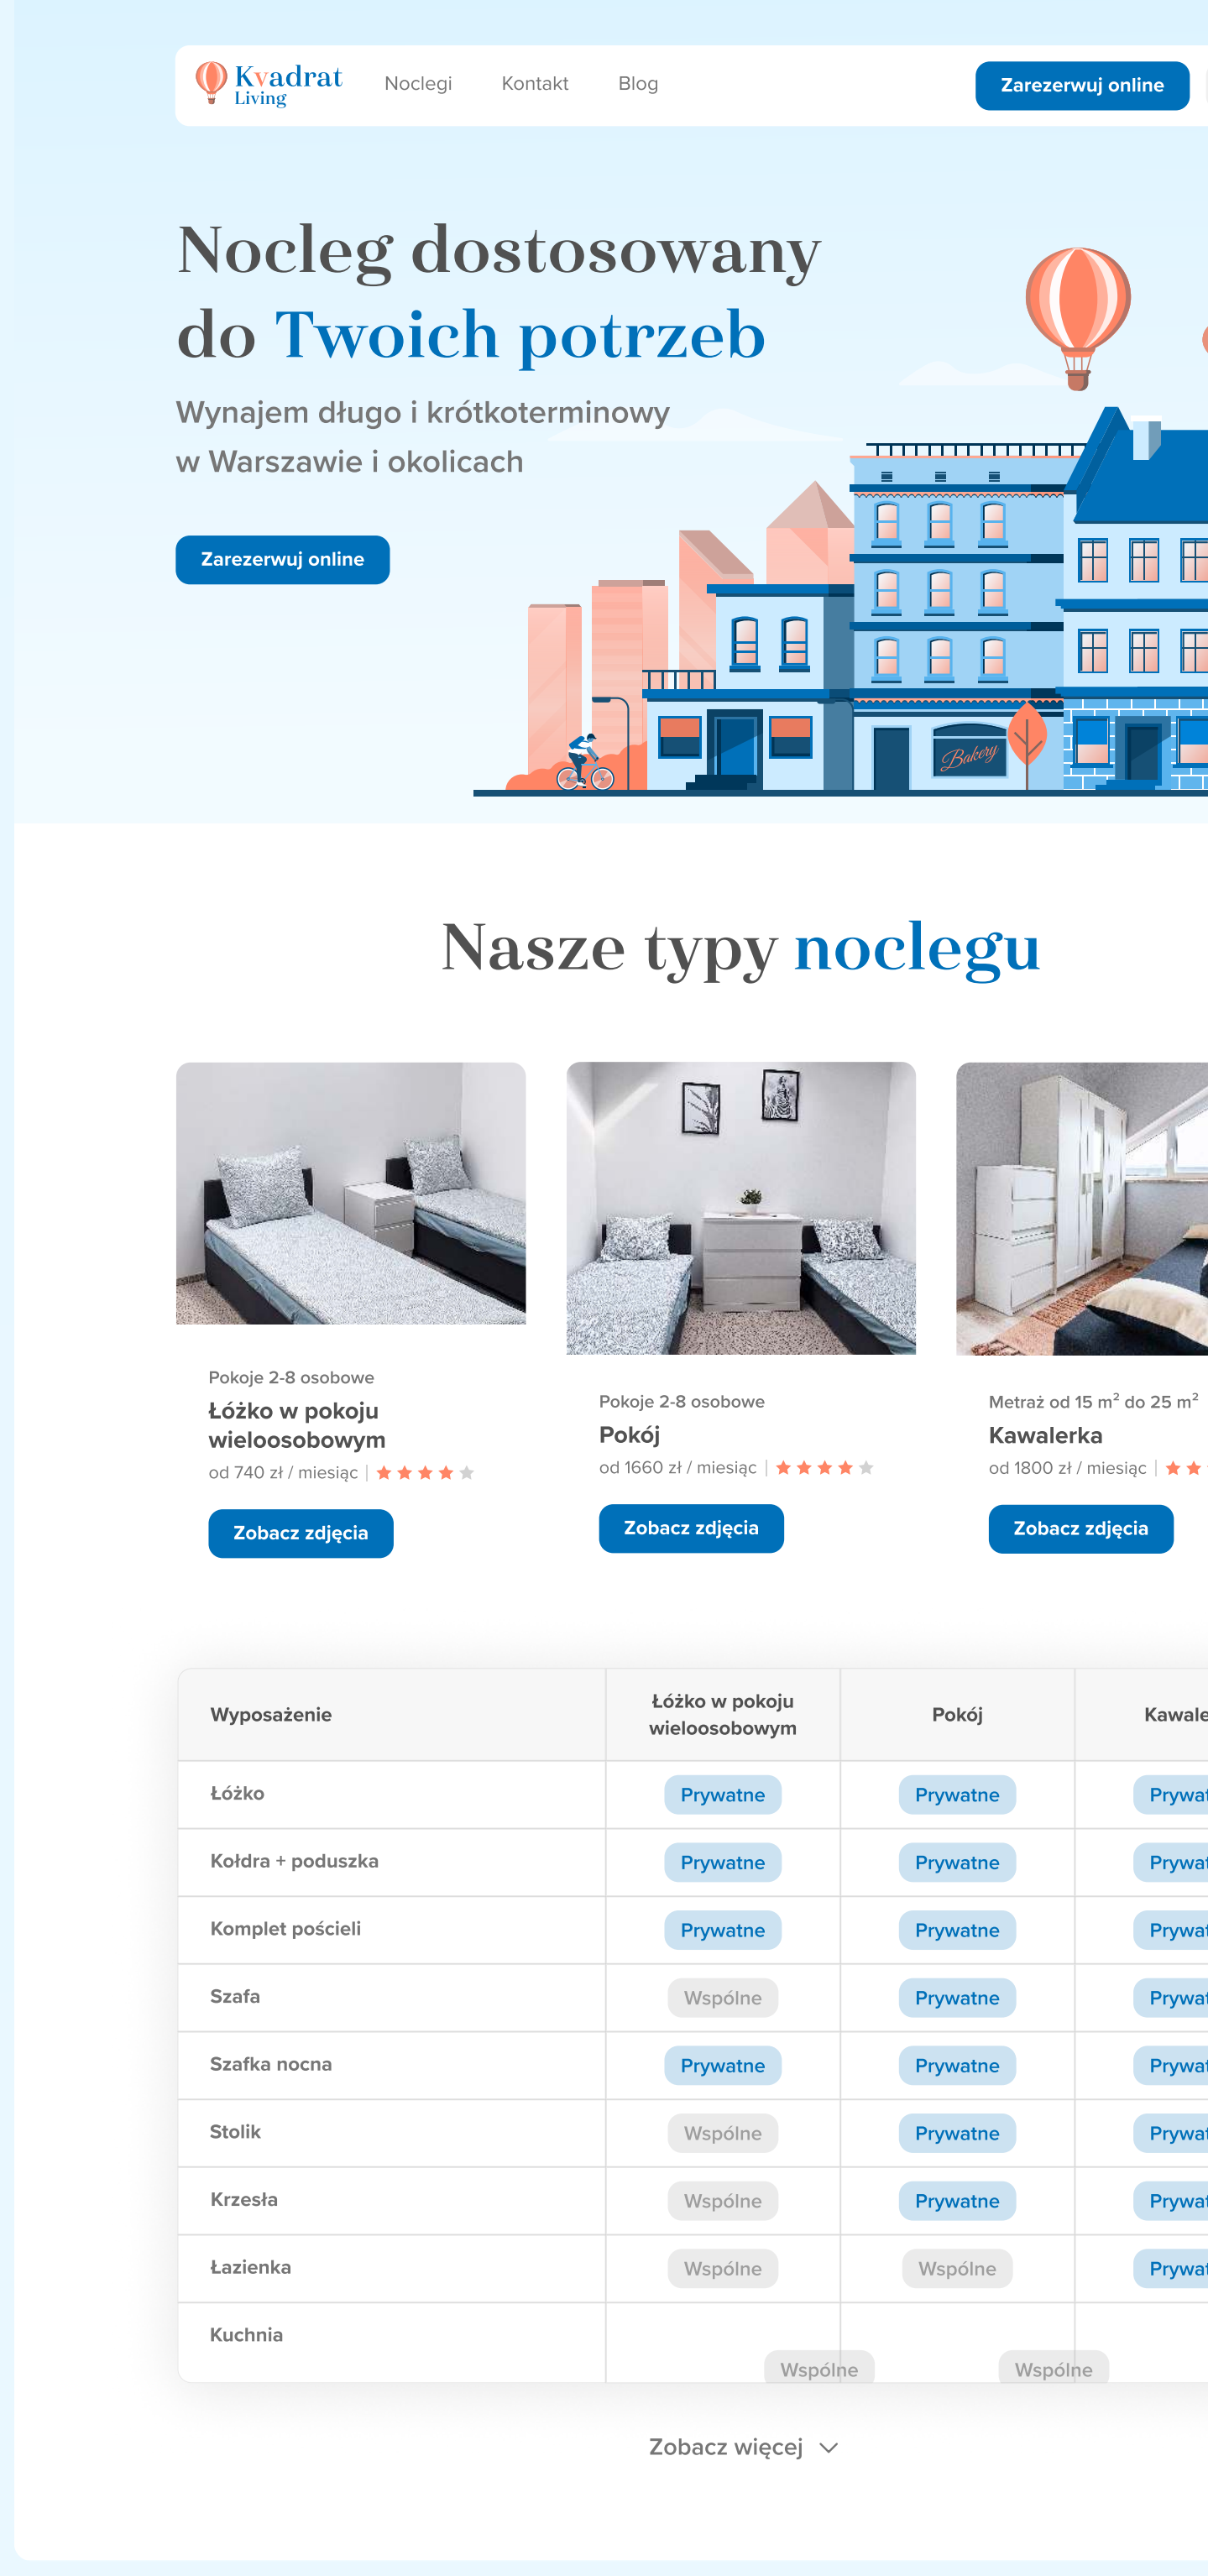 Kvadrat
Living
Noclegi
Kontakt
Blog
Zarezerwuj online
Nocleg dostosowany
do Twoich potrzeb
Wynajem długo i krótkoterminowy
w Warszawie i okolicach
Zarezerwuj online
Bakery
Nasze typy noclegu
Pokoje 2-8 osobowe
Łóżko w pokoju
wieloosobowym
od 740 zł / miesiąc
Zobacz zdjęcia
Pokoje 2-8 osobowe
Pokój
od 1660 zł / miesiąc
Zobacz zdjęcia
Metraż od 15 m² do 25 m²
Kawalerka
od 1800 zł / miesiąc
Zobacz zdjęcia
Wyposażenie
Łóżko w pokoju
wieloosobowym
Pokój
Łóżko
Prywatne
Prywatne
Kołdra + poduszka
Prywatne
Prywatne
Komplet pościeli
Prywatne
Prywatne
Szafa
Wspólne
Prywatne
Szafka nocna
Prywatne
Prywatne
Stolik
Wspólne
Prywatne
Krzesła
Wspólne
Prywatne
Łazienka
Wspólne
Wspólne
Kuchnia
Wspólne
Wspólne
Zobacz więcej